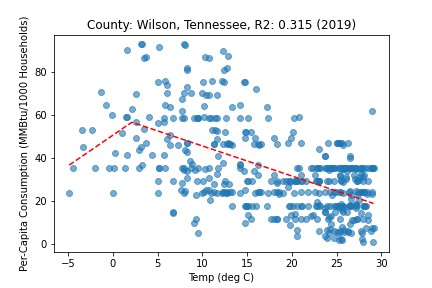 County: Wilson, Tennessee, R2: 0.315 (2019)
Per-Capita Consumption (MMBtu/1000 Households)
80
60
40
20
0
−5 0 5 10 15 20 25 30
Temp (deg C)